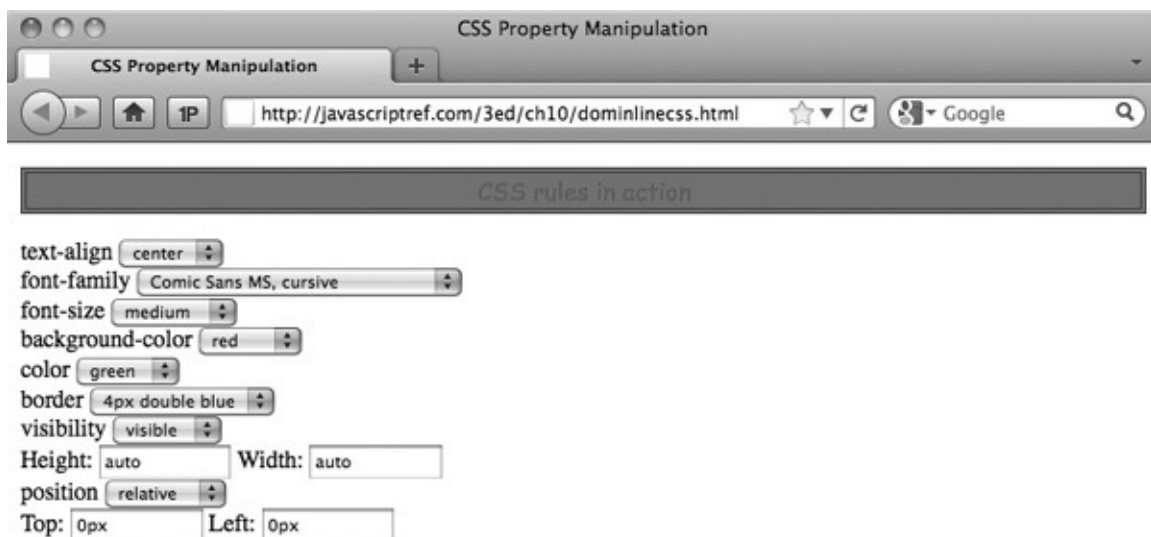 CSS Property Manipulation
CSS Property Manipulation +
1P http://javascriptref.com/3ed/ch10/dominlinecss.html Google
CSS rules in action
text-align center
font-family Comic Sans MS, cursive
font-size medium
background-color red
color green
border 4px double blue
visibility visible
Height: auto Width: auto
position relative
Top: 0px Left: 0px